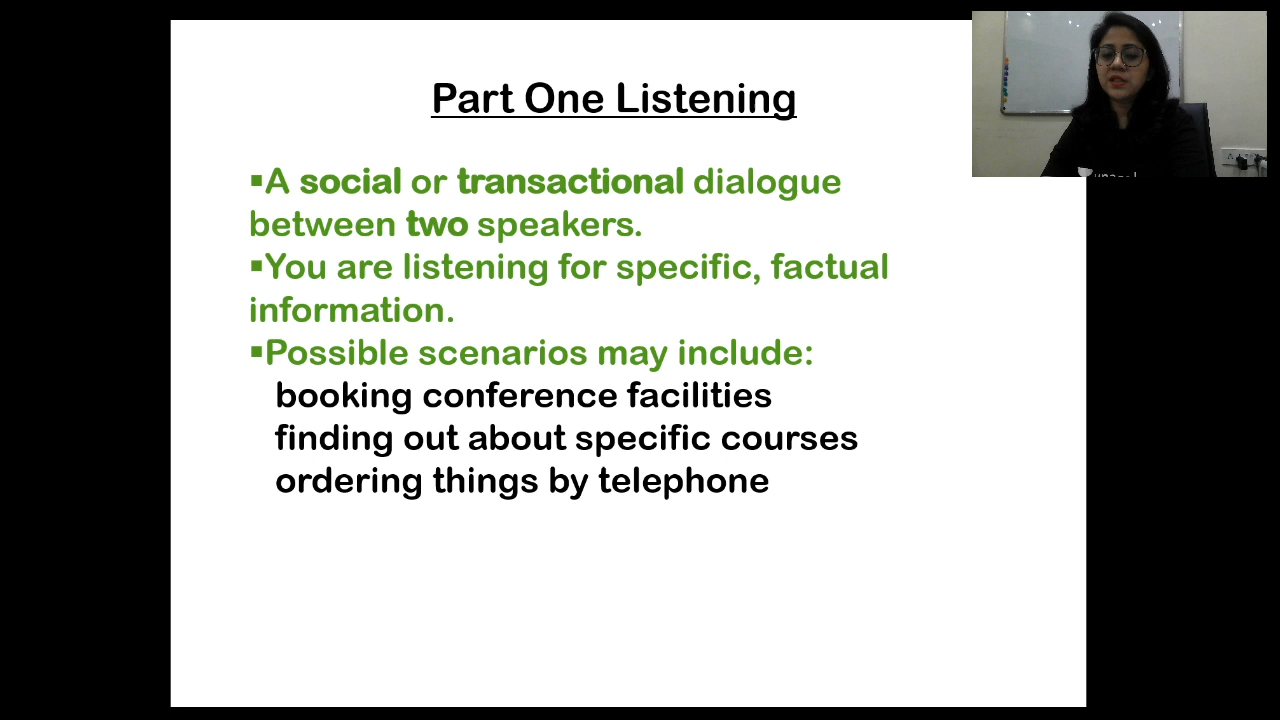 Part One Listening
▪A social or transactional dialogue
between two speakers.
▪You are listening for specific, factual
information.
▪Possible scenarios may include:
booking conference facilities
finding out about specific courses
ordering things by telephone